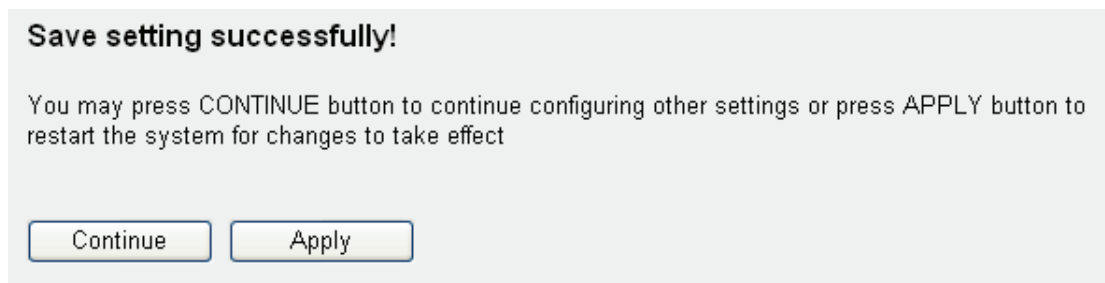 Save setting successfully!
You may press CONTINUE button to continue configuring other settings or press APPLY button to
restart the system for changes to take effect
Continue Apply